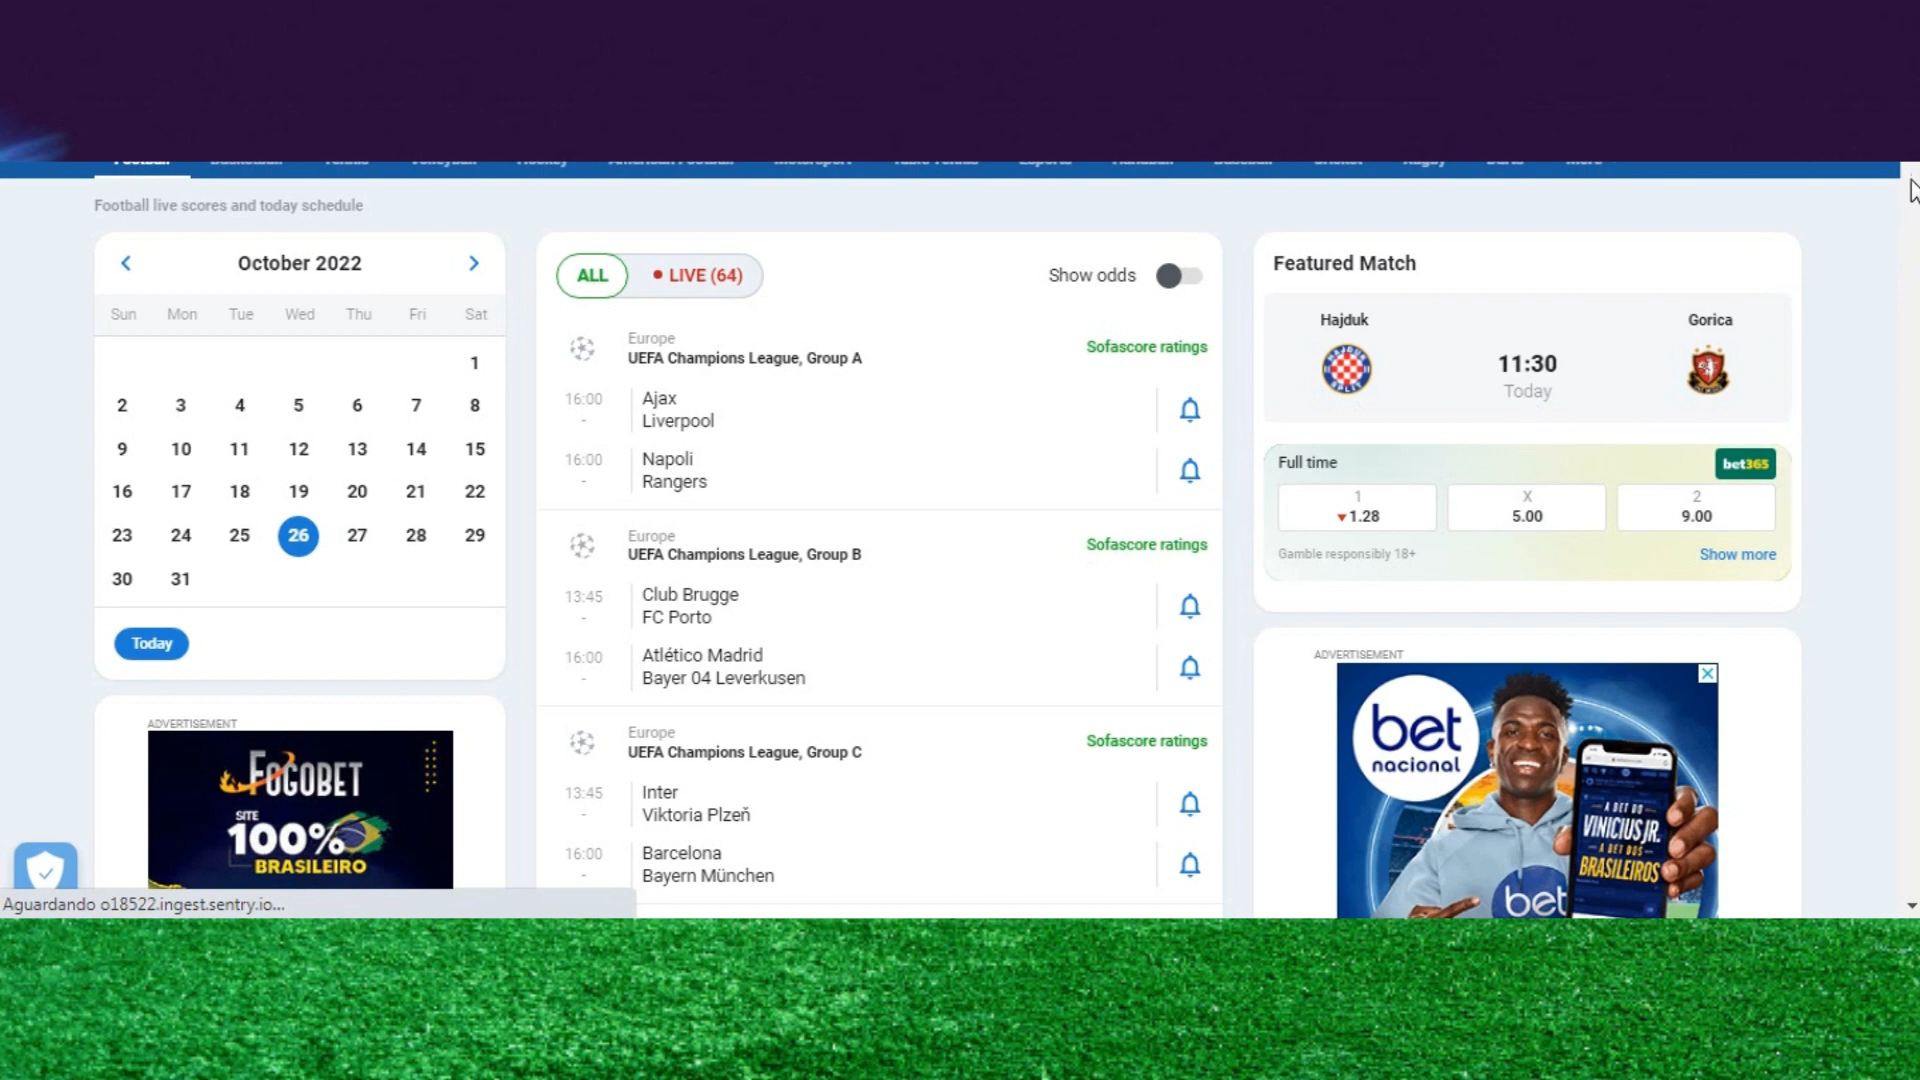 Football live scores and today schedule
October 2022
Sun Mon Tue Wed Thu Fri Sat
1
2 3 4 5 6 7 8
9 10 11 12 13 14 15
16 17 18 19 20 21 22
23 24 25 26 27 28 29
30 31
Today
ADVERTISEMENT
FOGOBET
SITE
100%
BRASILEIRO
Aguardando o18522.ingest.sentry.io...
ALL
LIVE (64)
Show odds
Europe
UEFA Champions League, Group A
Sofascore ratings
16:00
-
Ajax
Liverpool
16:00
-
Napoli
Rangers
Europe
UEFA Champions League, Group B
Sofascore ratings
13:45
-
Club Brugge
FC Porto
16:00
-
Atlético Madrid
Bayer 04 Leverkusen
Europe
UEFA Champions League, Group C
Sofascore ratings
13:45
-
Inter
Viktoria Plzeň
16:00
-
Barcelona
Bayern München
Featured Match
Hajduk
Gorica
11:30
Today
Full time
bet365
1 X 2
1.28 5.00 9.00
Gamble responsibly 18+
Show more
ADVERTISEMENT
bet
nacional
A BET DO
VINICIUS JR.
A BET DOS
BRASILEIROS
bet